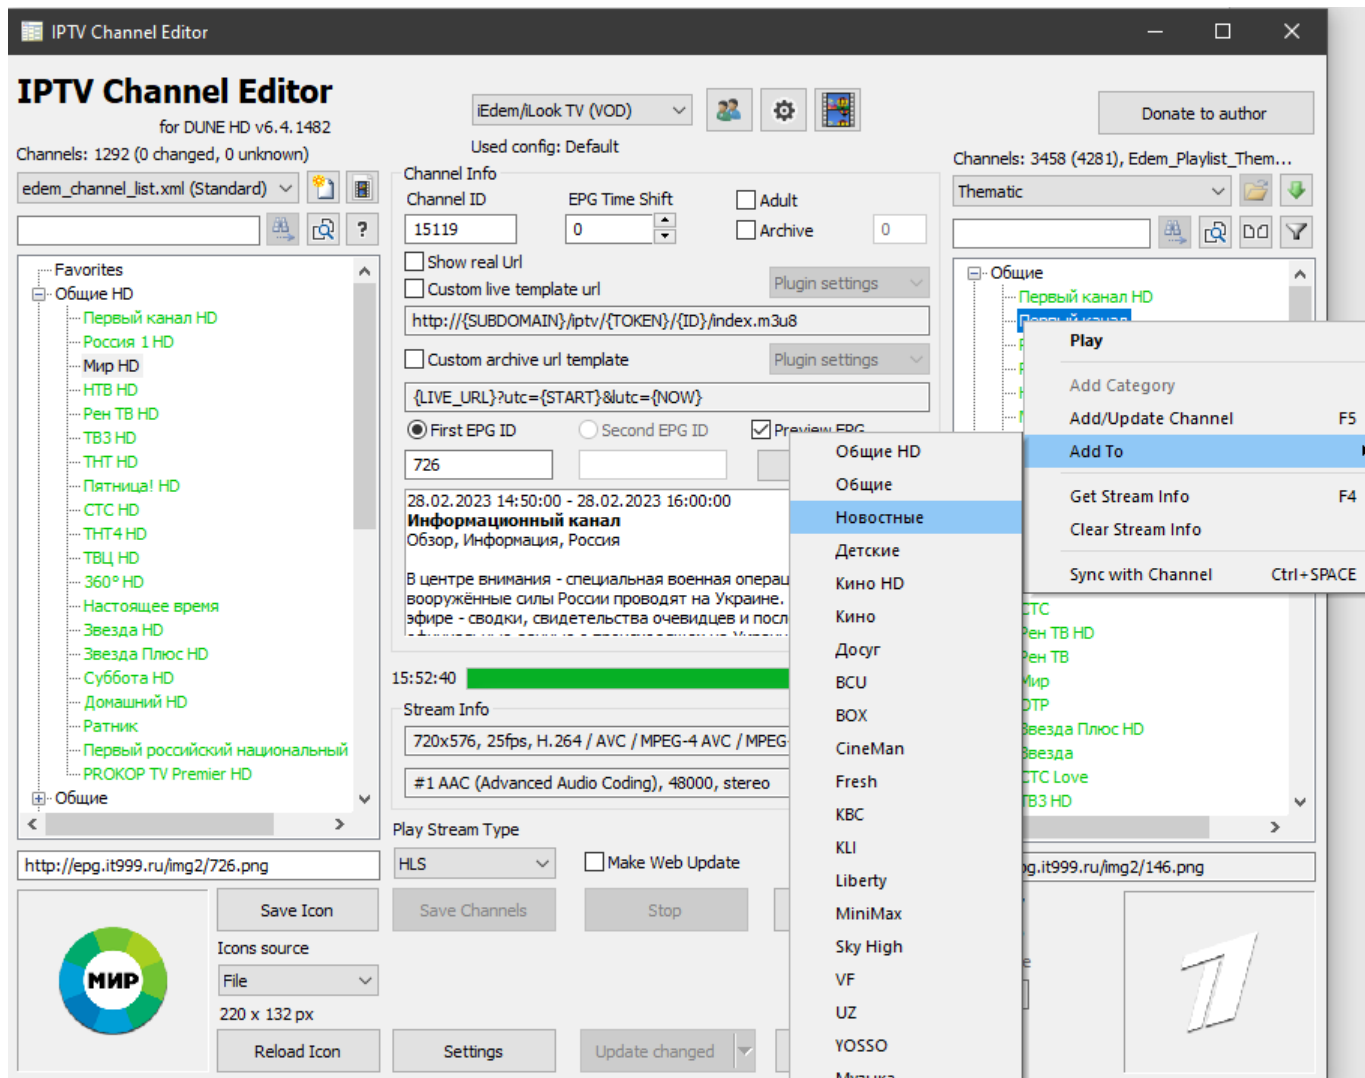 IPTV Channel Editor
IPTV Channel Editor
for DUNE HD v6.4.1482
Channels: 1292 (0 changed, 0 unknown)
edem_channel_list.xml (Standard)
?
Favorites
Общие HD
Первый канал HD
Россия 1 HD
Мир HD
НТВ HD
Рен ТВ HD
ТВ3 HD
ТНТ HD
Пятница! HD
СТС HD
ТНТ4 HD
ТВЦ HD
360° HD
Настоящее время
Звезда HD
Звезда Плюс HD
Суббота HD
Домашний HD
Ратник
Первый российский национальный
PROKOP TV Premier HD
Общие
http://epg.it999.ru/img2/726.png
МИР
Save Icon
Icons source
File
220 x 132 px
Reload Icon
iEdem/iLook TV (VOD)
Used config: Default
Channel Info
Channel ID
EPG Time Shift
Adult
15119
0
Archive
0
Show real Url
Custom live template url
Plugin settings
http://{SUBDOMAIN}/iptv/{TOKEN}/{ID}/index.m3u8
Custom archive url template
Plugin settings
{LIVE_URL}?utc={START}&lutc={NOW}
First EPG ID
Second EPG ID
Preview EPG
726
28.02.2023 14:50:00 - 28.02.2023 16:00:00
Информационный канал
Обзор, Информация, Россия
В центре внимания - специальная военная операц
вооружённые силы России проводят на Украине.
эфире - сводки, свидетельства очевидцев и посл
15:52:40
Stream Info
720x576, 25fps, H.264 / AVC / MPEG-4 AVC / MPEG-
#1 AAC (Advanced Audio Coding), 48000, stereo
Play Stream Type
HLS
Make Web Update
Save Channels
Stop
Settings
Update changed
Общие HD
Общие
Новостные
Детские
Кино HD
Кино
Досуг
BCU
BOX
CineMan
Fresh
KBC
KLI
Liberty
MiniMax
Sky High
VF
UZ
YOSSO
Музыка
Donate to author
Channels: 3458 (4281), Edem_Playlist_Them...
Thematic
Общие
Первый канал HD
Первый канал
Play
Add Category
Add/Update Channel F5
Add To
Get Stream Info F4
Clear Stream Info
Sync with Channel Ctrl+SPACE
СТС
Рен ТВ HD
Рен ТВ
Мир
ОТР
Звезда Плюс HD
Звезда
СТС Love
ТВ3 HD
pg.it999.ru/img2/146.png